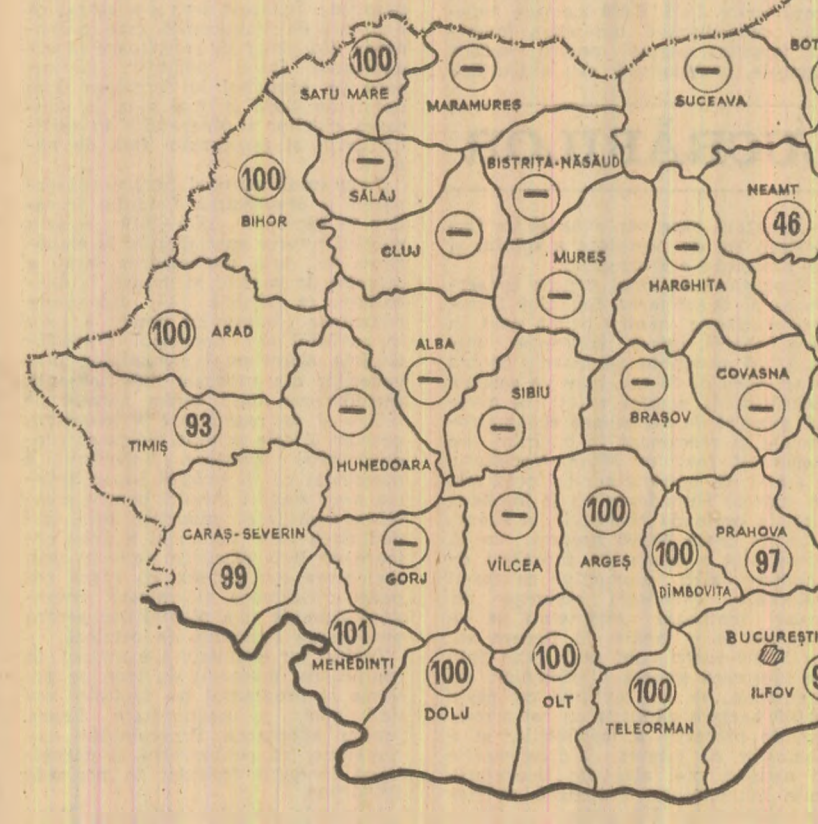 BOT
100
SATU MARE
—
MARAMUREȘ
—
SUCEAVA
100
BIHOR
—
SĂLAJ
BISTRIȚA-NĂSĂUD
—
NEAMȚ
46
CLUJ
—
MUREȘ
—
—
HARGHITA
100
ARAD
ALBA
—
SIBIU
—
—
BRAȘOV
COVASNA
—
TIMIȘ
93
—
HUNEDOARA
CARAȘ-SEVERIN
99
—
GORJ
—
VÎLCEA
100
ARGEȘ
100
DÎMBOVIȚA
PRAHOVA
97
101
MEHEDINȚI
100
DOLJ
100
OLT
100
TELEORMAN
BUCUREȘTI
ILFOV
9